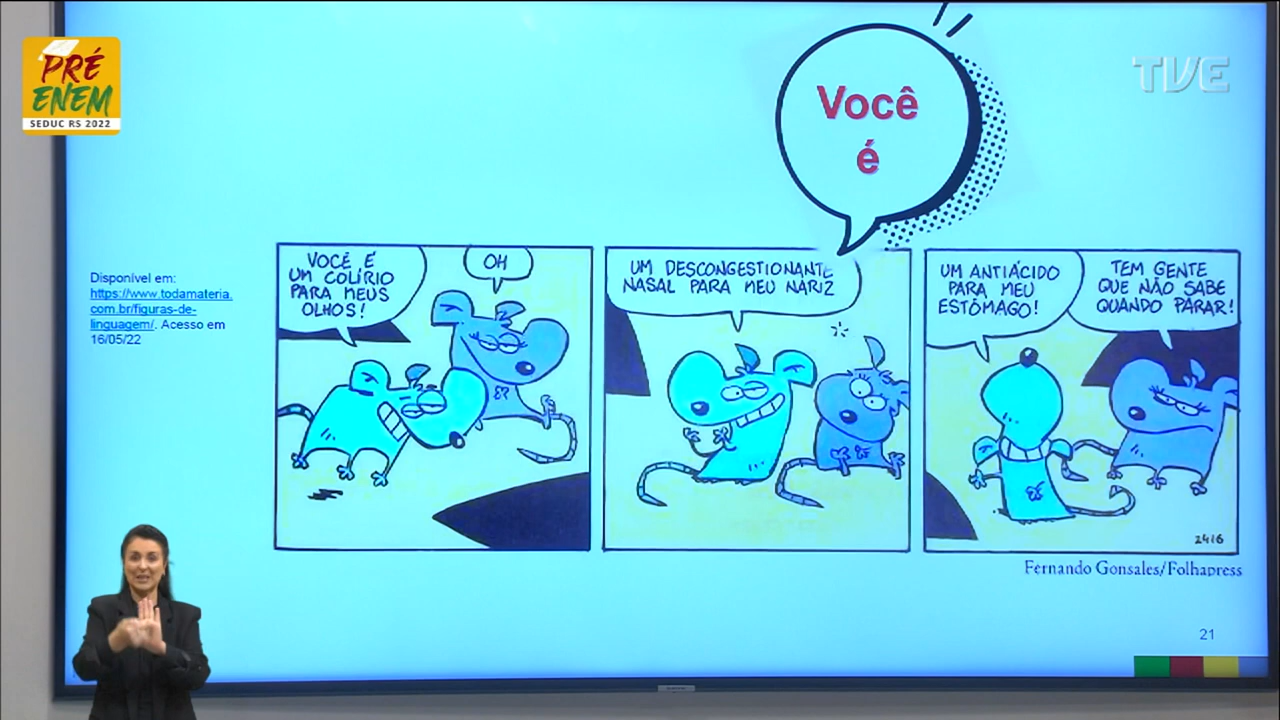 PRÉ
ENEM
SEDUC RS 2022
TVE
Você
é
Disponível em:
https://www.todamateria.
com.br/figuras-de-
linguagem/. Acesso em
16/05/22
VOCÊ É
UM COLÍRIO
PARA MEUS
OLHOS!
OH
UM DESCONGESTIONANTE
NASAL PARA MEU NARIZ
UM ANTIÁCIDO
PARA MEU
ESTÔMAGO!
TEM GENTE
QUE NÃO SABE
QUANDO PARAR!
2416
Fernando Gonsales/Folhapress
21